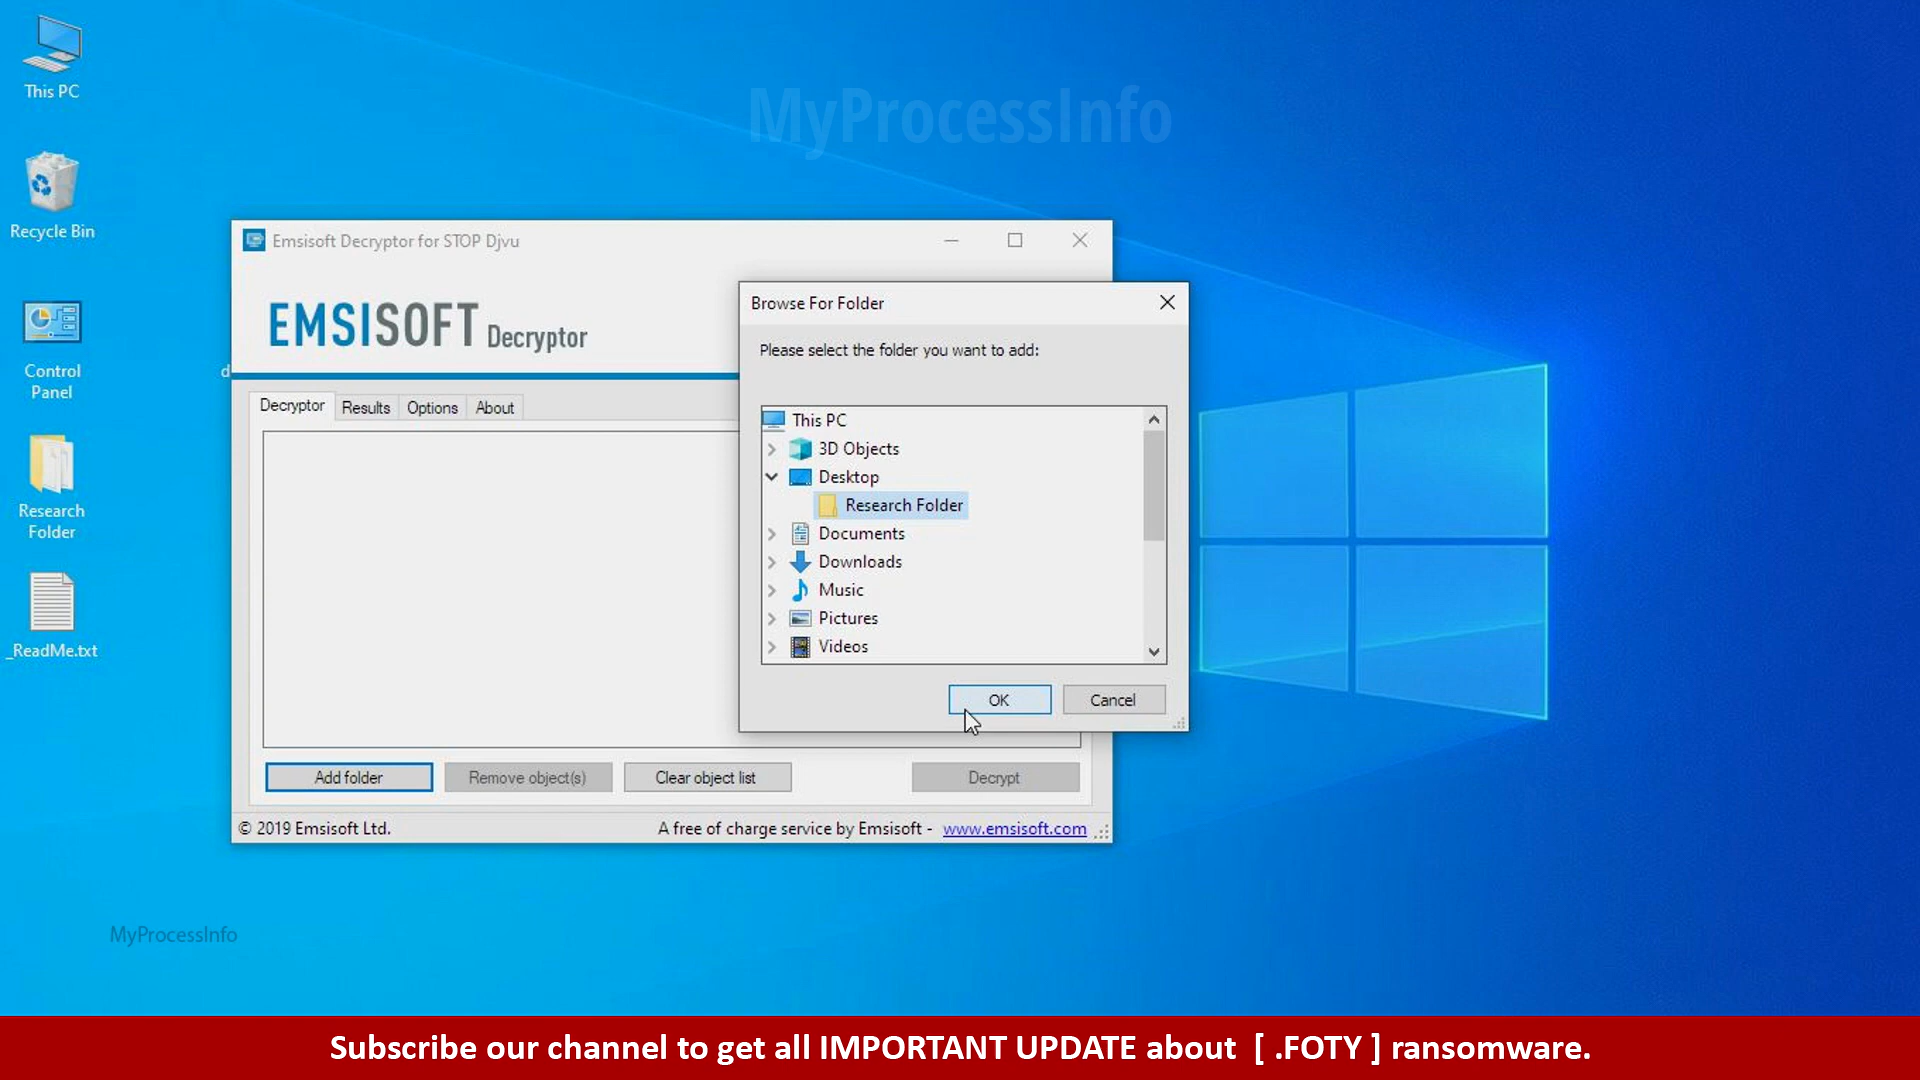 This PC
MyProcessInfo
Recycle Bin
Emsisoft Decryptor for STOP Djvu
Browse For Folder
EMSISOFT Decryptor
Please select the folder you want to add:
Control
Panel
d
Decryptor Results Options About
This PC
3D Objects
Desktop
Research Folder
Documents
Downloads
Music
Pictures
Videos
Research
Folder
_ReadMe.txt
OK Cancel
Add folder Remove object(s) Clear object list Decrypt
© 2019 Emsisoft Ltd. A free of charge service by Emsisoft - www.emsisoft.com
MyProcessInfo
Subscribe our channel to get all IMPORTANT UPDATE about [ .FOTY ] ransomware.